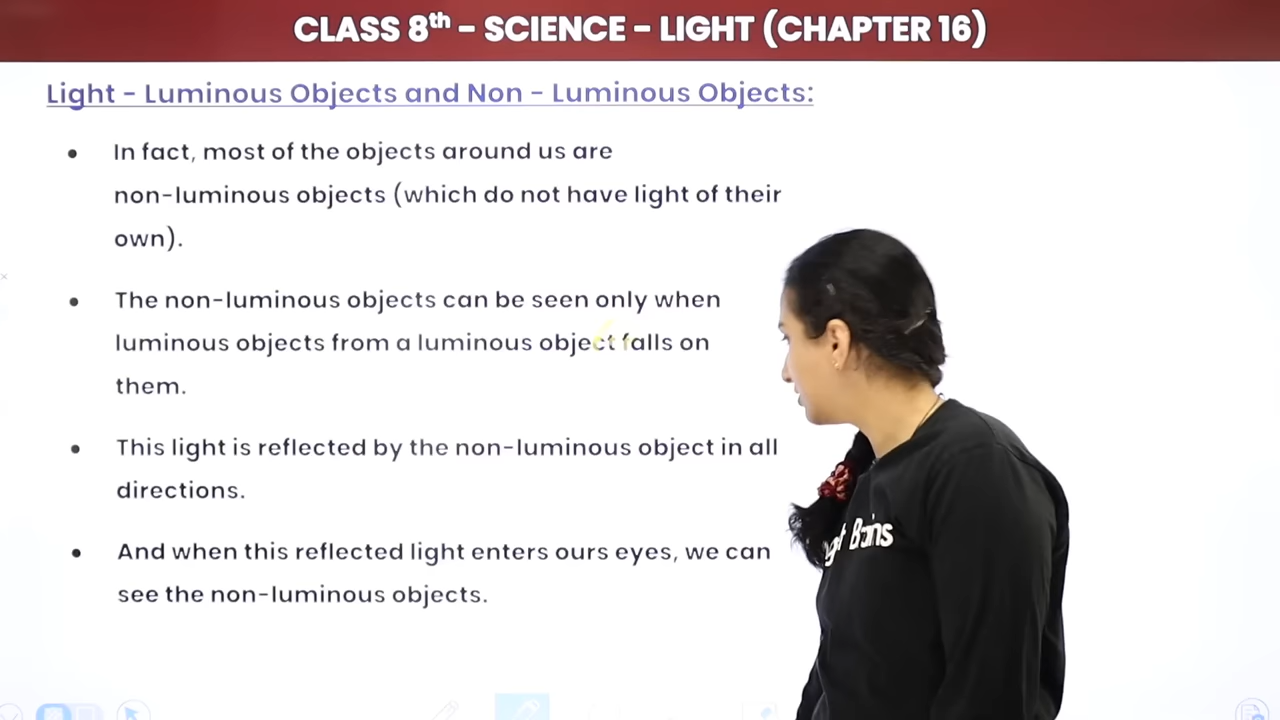 CLASS 8th - SCIENCE - LIGHT (CHAPTER 16)
Light - Luminous Objects and Non - Luminous Objects:
• In fact, most of the objects around us are
non-luminous objects (which do not have light of their
own).
• The non-luminous objects can be seen only when
luminous objects from a luminous object falls on
them.
• This light is reflected by the non-luminous object in all
directions.
• And when this reflected light enters ours eyes, we can
see the non-luminous objects.
Brains